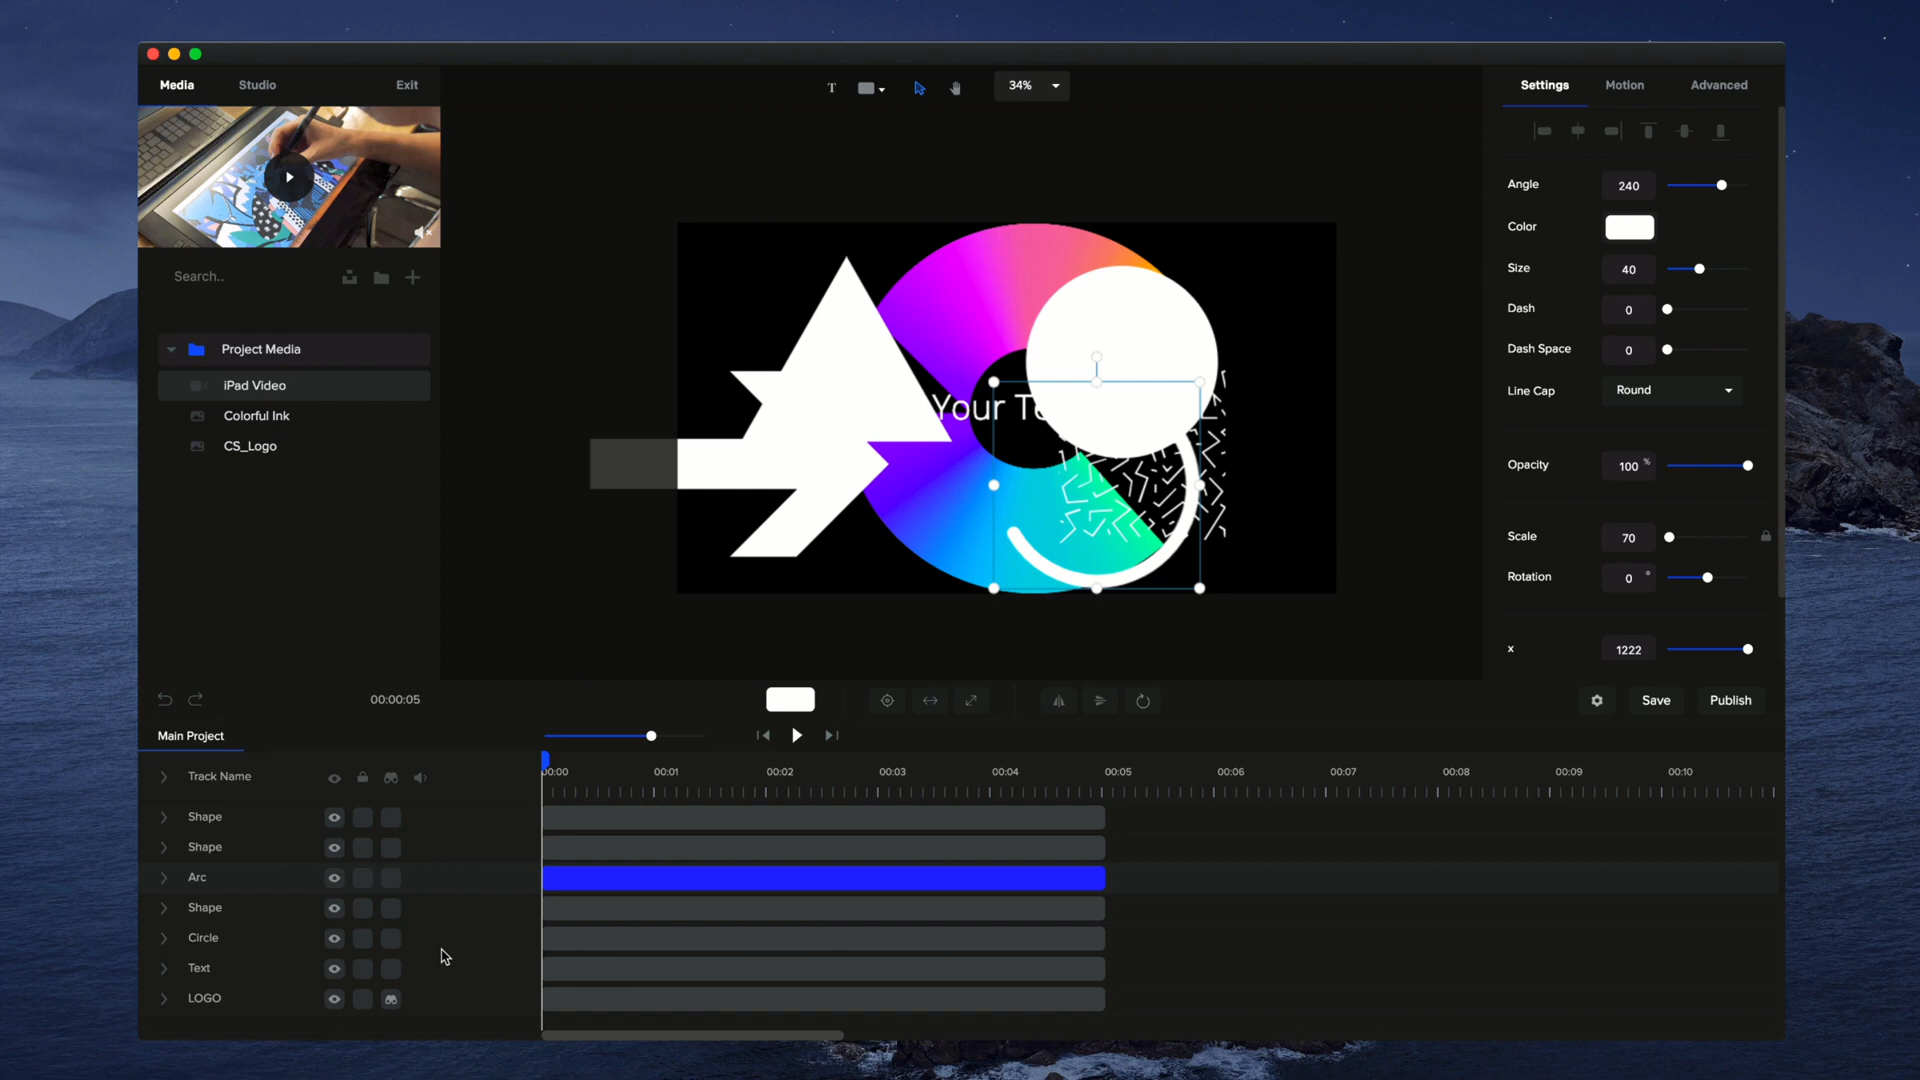 Media Studio Exit
T 34%
Settings Motion Advanced
Search..
Project Media
iPad Video
Colorful Ink
CS_Logo
Your Te
Angle 240
Color
Size 40
Dash 0
Dash Space 0
Line Cap Round
Opacity 100 %
Scale 70
Rotation 0 °
x 1222
00:00:05
Save Publish
Main Project
Track Name
00:00 00:01 00:02 00:03 00:04 00:05 00:06 00:07 00:08 00:09 00:10
Shape
Shape
Arc
Shape
Circle
Text
LOGO